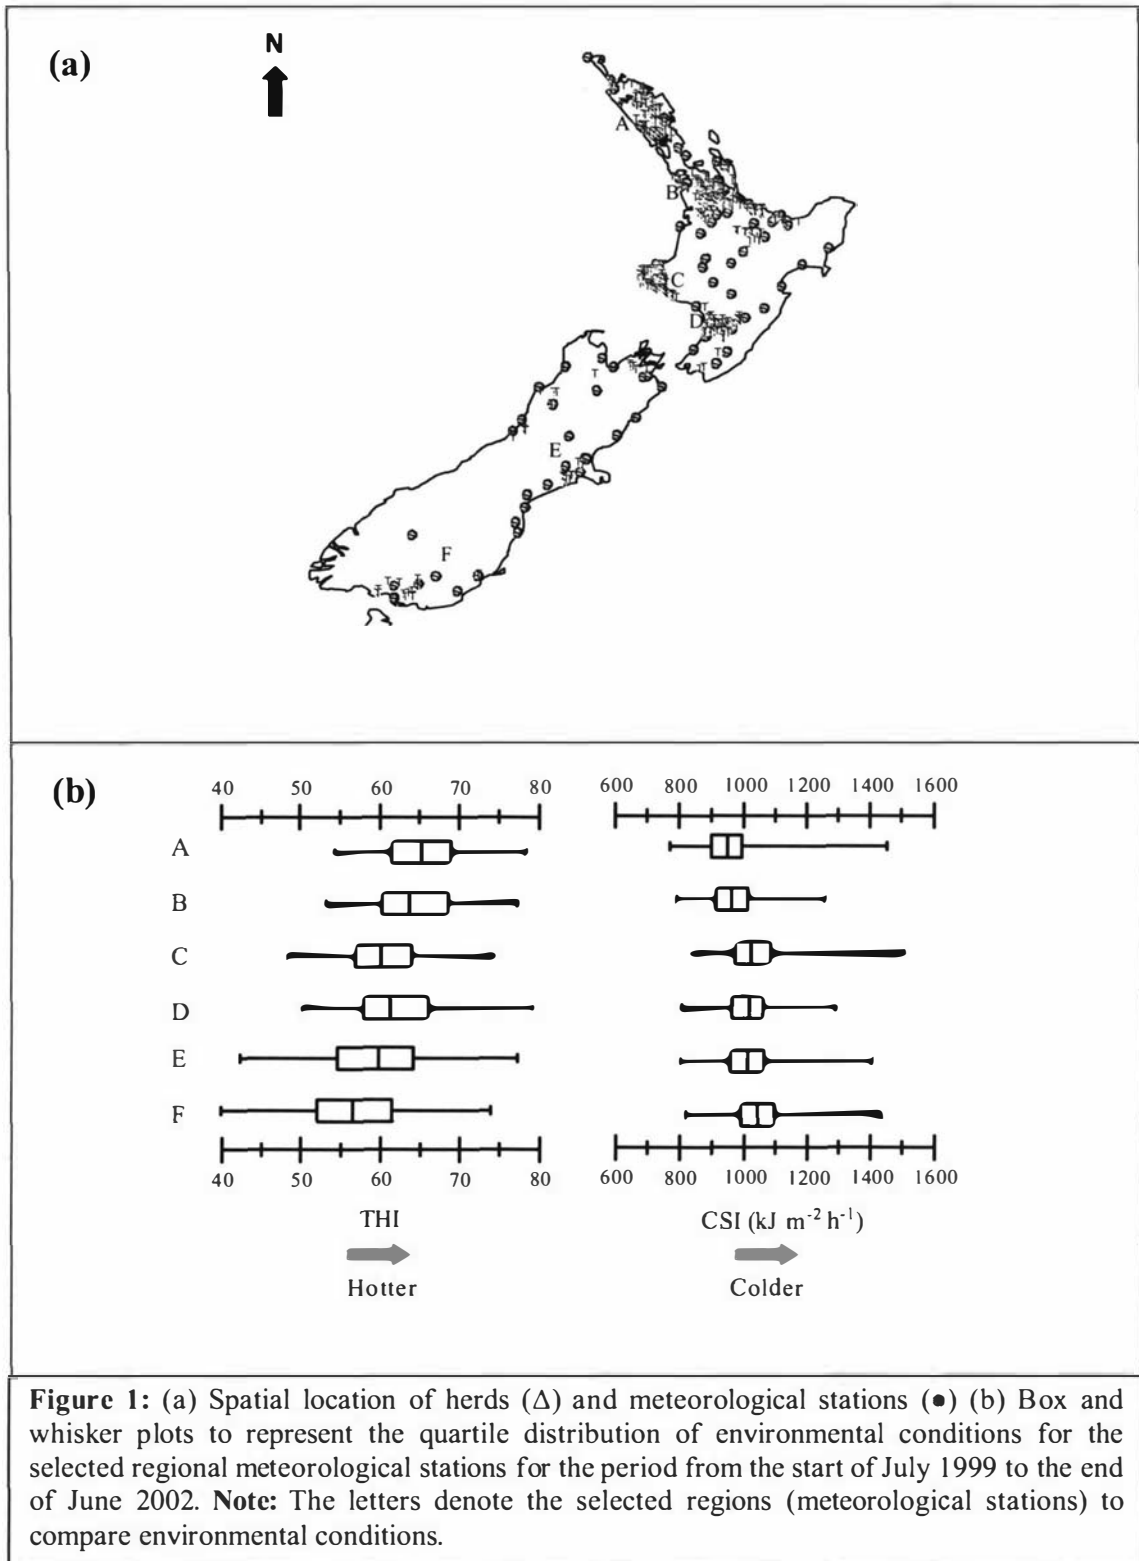 (a)
N
A
B
C
D
E
F
(b)
40 50 60 70 80
600 800 1000 1200 1400 1600
A
B
C
D
E
F
40 50 60 70 80
600 800 1000 1200 1400 1600
THI
CSI (kJ m⁻² h⁻¹)
Hotter
Colder
Figure 1: (a) Spatial location of herds (Δ) and meteorological stations (●) (b) Box and
whisker plots to represent the quartile distribution of environmental conditions for the
selected regional meteorological stations for the period from the start of July 1999 to the end
of June 2002. Note: The letters denote the selected regions (meteorological stations) to
compare environmental conditions.